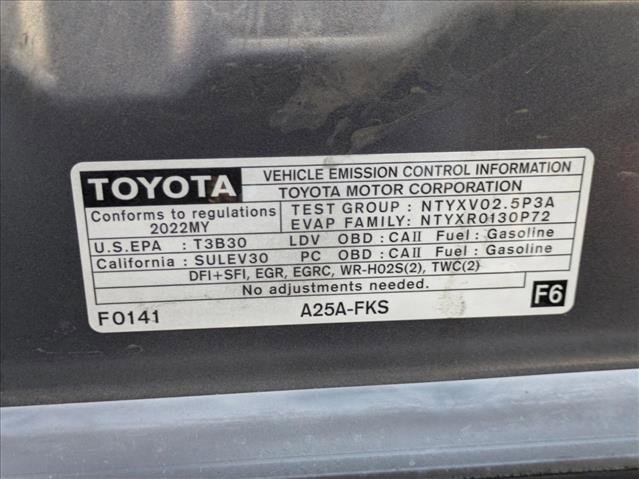 TOYOTA
VEHICLE EMISSION CONTROL INFORMATION
TOYOTA MOTOR CORPORATION
Conforms to regulations
2022MY
TEST GROUP : NTYXV02.5P3A
EVAP FAMILY: NTYXR0130P72
U.S.EPA : T3B30 LDV OBD : CAII Fuel : Gasoline
California : SULEV30 PC OBD : CAII Fuel : Gasoline
DFI+SFI, EGR, EGRC, WR-HO2S(2), TWC(2)
No adjustments needed.
F0141 A25A-FKS F6